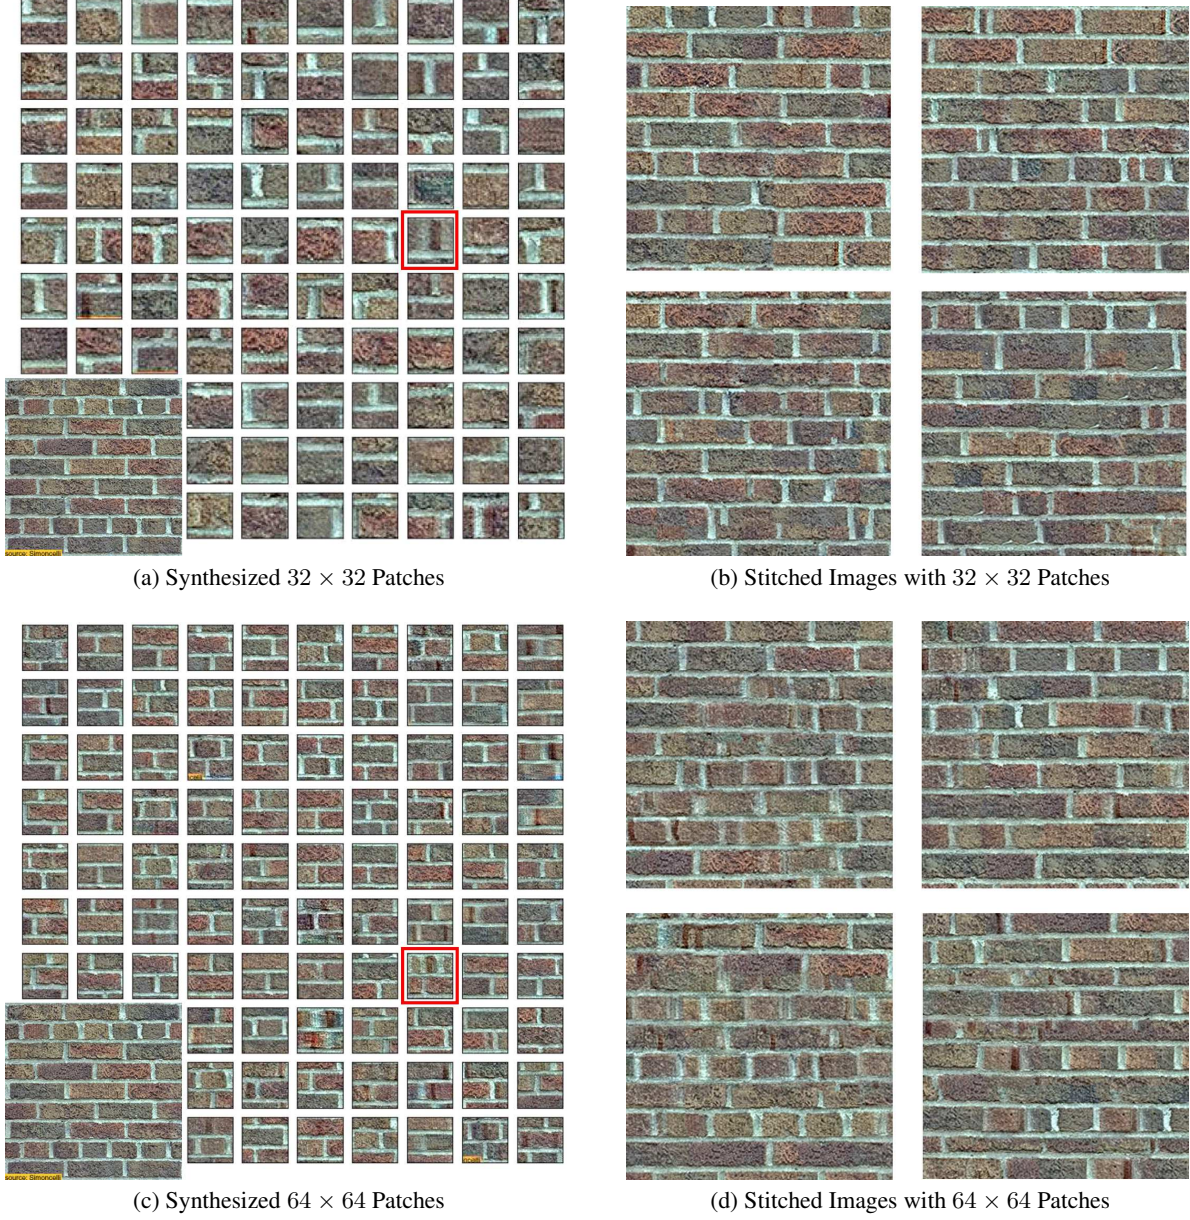 source: Simoncelli
(a) Synthesized 32 × 32 Patches
(b) Stitched Images with 32 × 32 Patches
source: Simoncelli
(c) Synthesized 64 × 64 Patches
(d) Stitched Images with 64 × 64 Patches